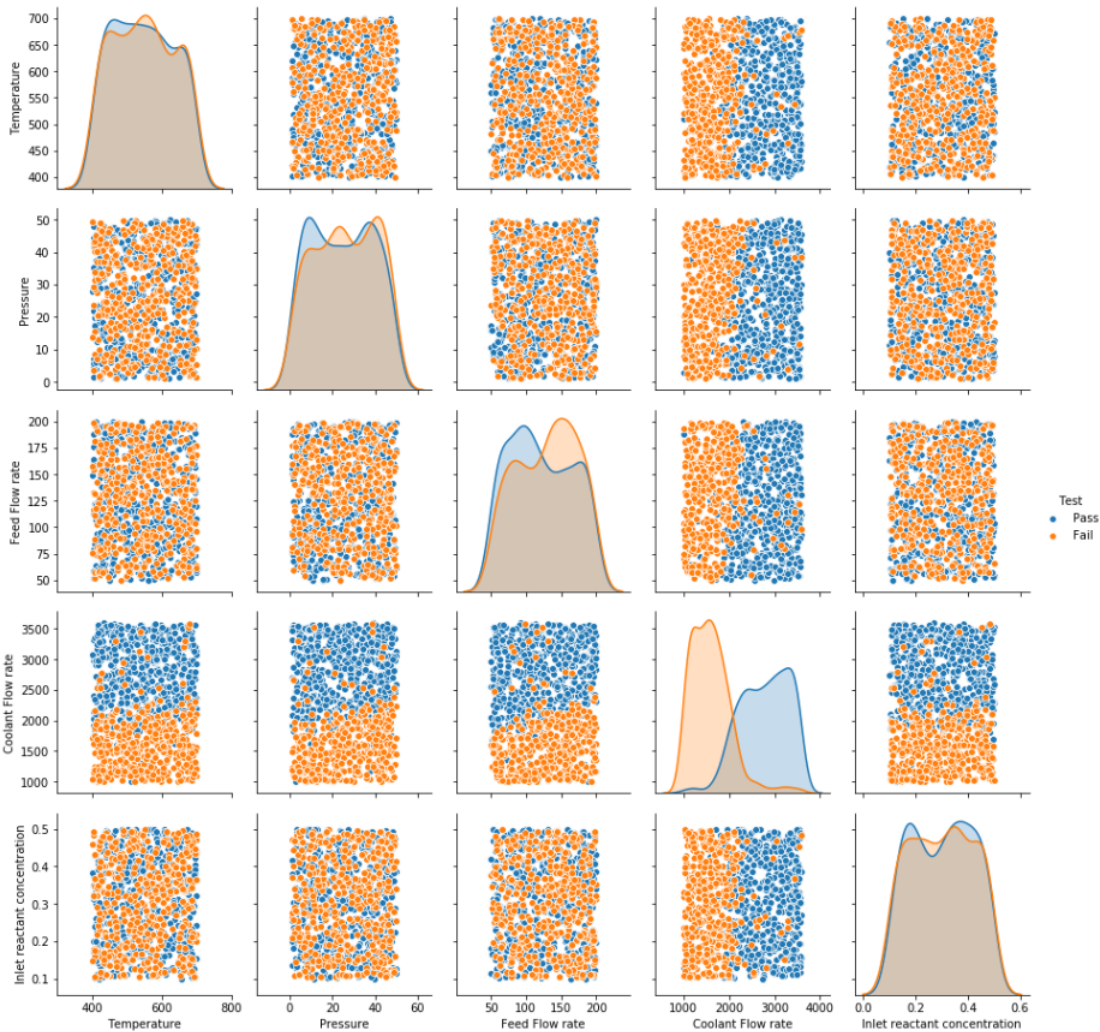 700
650
600
550
500
450
400
Temperature
50
40
30
20
10
0
Pressure
200
175
150
125
100
75
50
Feed Flow rate
Test
Pass
Fail
3500
3000
2500
2000
1500
1000
Coolant Flow rate
0.5
0.4
0.3
0.2
0.1
Inlet reactant concentration
400 600 800
0 20 40 60
50 100 150 200
1000 2000 3000 4000
0.0 0.2 0.4 0.6
Temperature
Pressure
Feed Flow rate
Coolant Flow rate
Inlet reactant concentration